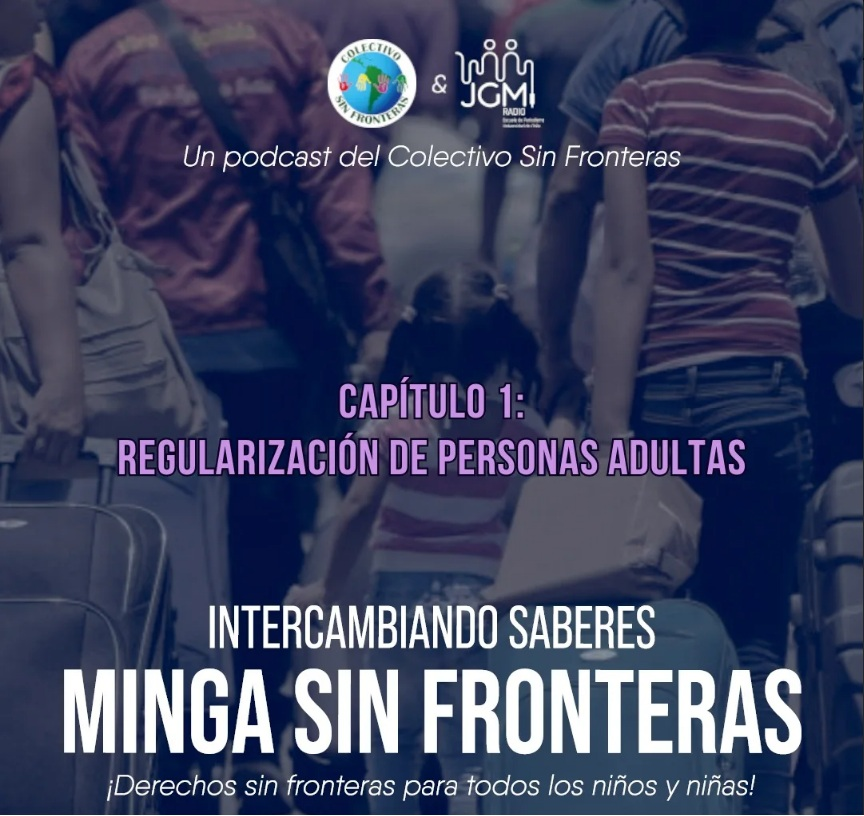 COLECTIVO
SIN FRONTERAS
&
JGM
RADIO
Un podcast del Colectivo Sin Fronteras
CAPÍTULO 1:
REGULARIZACIÓN DE PERSONAS ADULTAS
INTERCAMBIANDO SABERES
MINGA SIN FRONTERAS
¡Derechos sin fronteras para todos los niños y niñas!